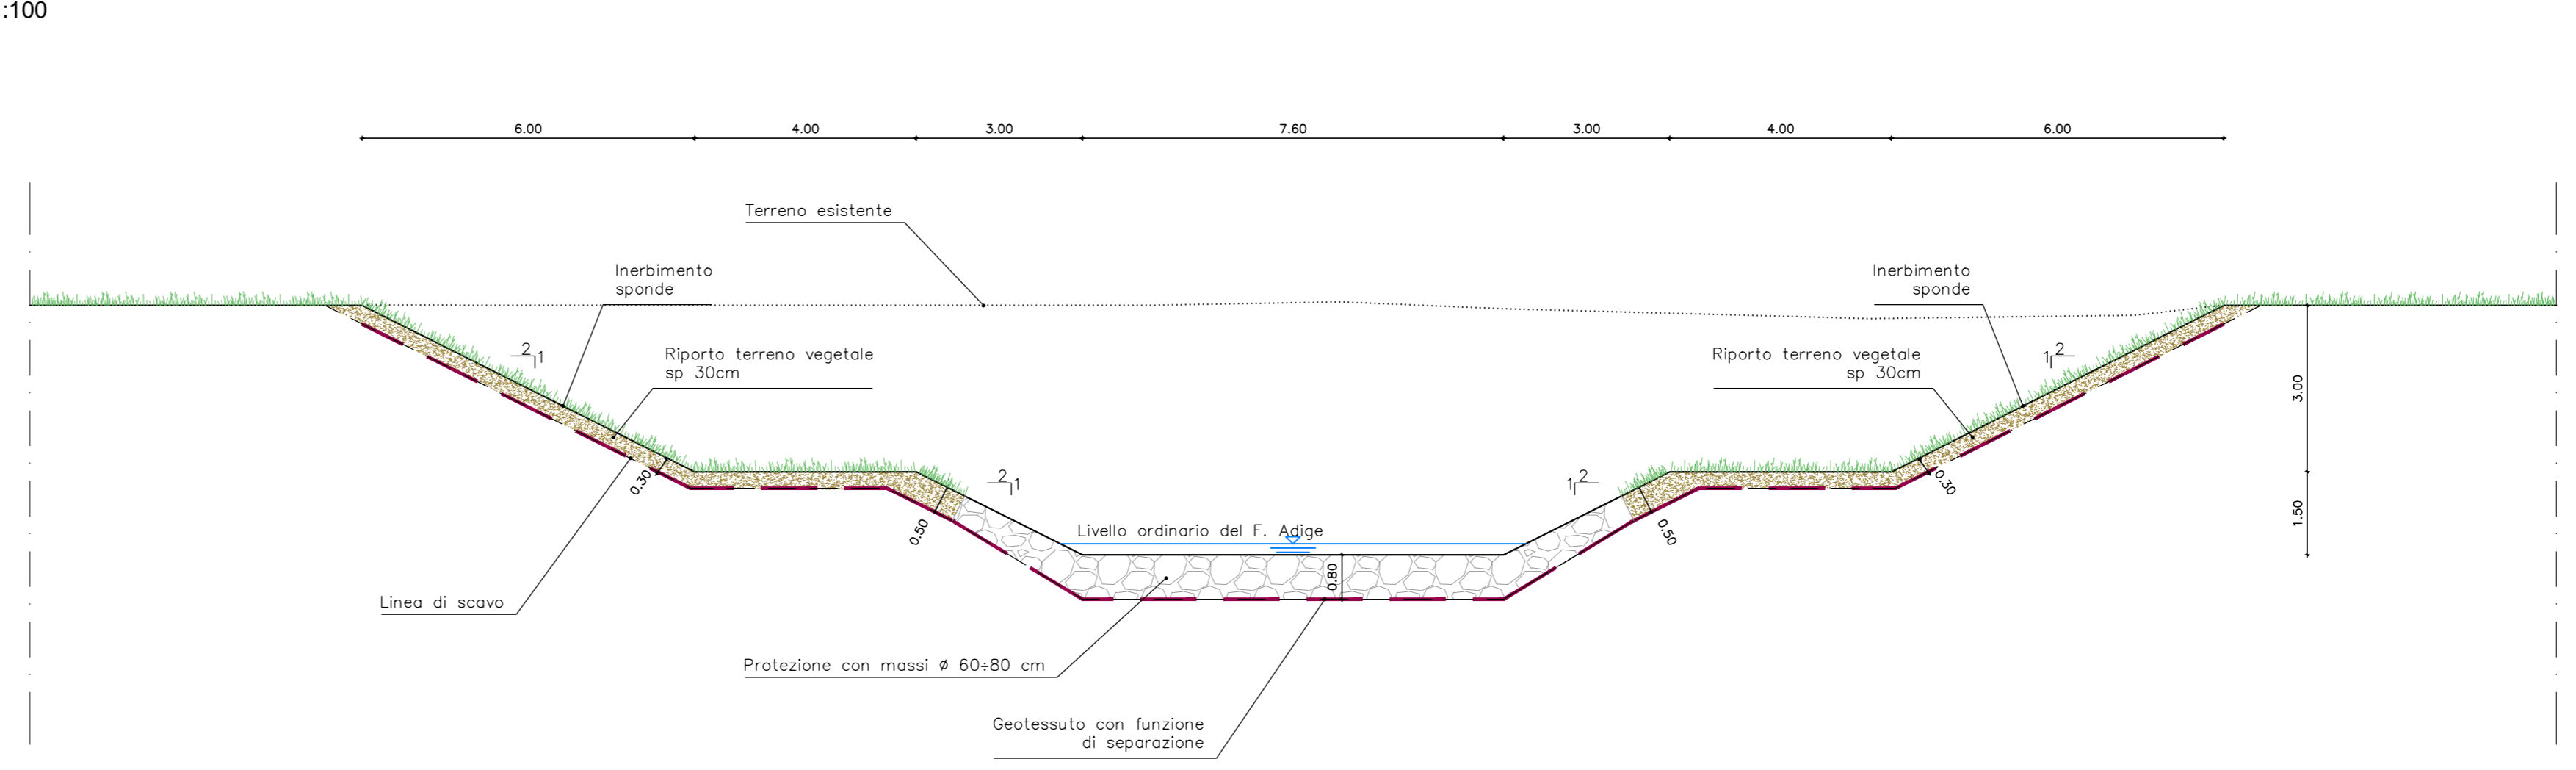 :100
6.00 4.00 3.00 7.60 3.00 4.00 6.00
Terreno esistente
Inerbimento
sponde
Inerbimento
sponde
2
1
Riporto terreno vegetale
sp 30cm
Riporto terreno vegetale
sp 30cm
1
2
3.00
0.30
2
1
1
2
0.30
0.50
Livello ordinario del F. Adige
0.50
1.50
0.80
Linea di scavo
Protezione con massi ø 60÷80 cm
Geotessuto con funzione
di separazione